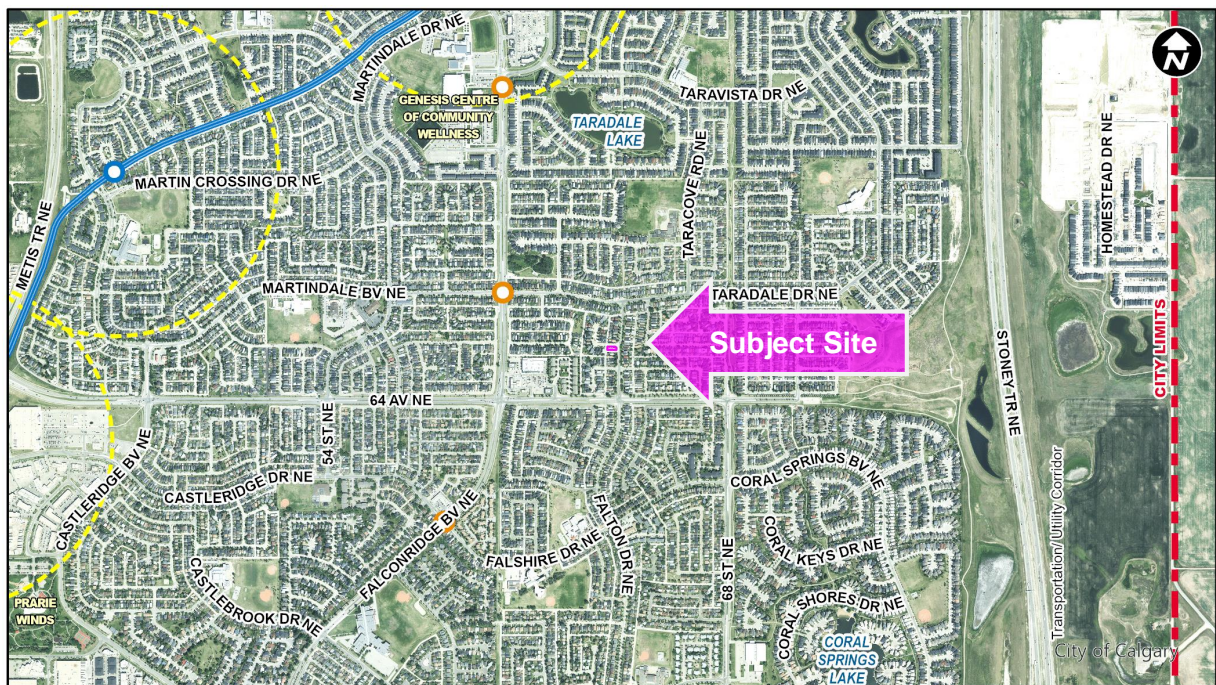 MARTINDALE DR NE
N
GENESIS CENTRE
OF COMMUNITY
WELLNESS
TARAVISTA DR NE
TARADALE
LAKE
TARACOVE RD NE
HOMESTEAD DR NE
MARTIN CROSSING DR NE
METIS TR NE
MARTINDALE BV NE
TARADALE DR NE
Subject Site
STONEY TR NE
CITY LIMITS
64 AV NE
54 ST NE
CASTLERIDGE BV NE
CASTLERIDGE DR NE
CORAL SPRINGS BV NE
FALCONRIDGE BV NE
FALTON DR NE
FALSHIRE DR NE
CORAL KEYS DR NE
68 ST NE
Transportation/ Utility Corridor
CASTLEBROOK DR NE
PRARIE
WINDS
CORAL SHORES DR NE
CORAL
SPRINGS
LAKE
City of Calgary